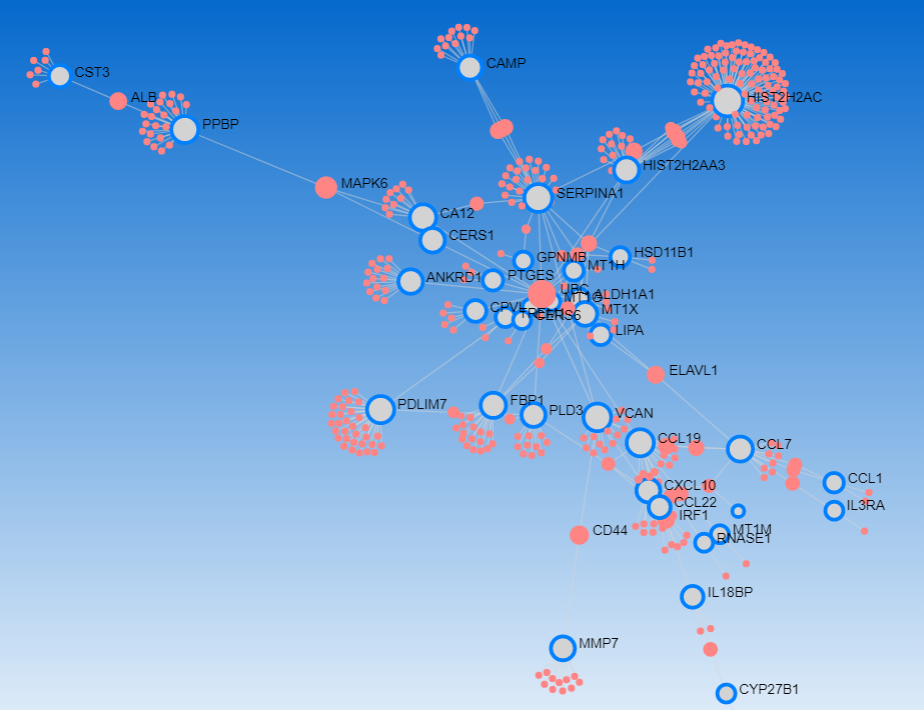 CAMP
CST3
ALB
HIST2H2AC
PPBP
HIST2H2AA3
MAPK6
SERPINA1
CA12
CERS1
HSD11B1
GPNMB
MT1H
PTGES
ANKRD1
UBC
ALDH1A1
MT1G
CPVL
MT1X
CERS6
LIPA
ELAVL1
FBP1
PDLIM7
PLD3
VCAN
CCL19
CCL7
CCL1
CXCL10
CCL22
IL3RA
IRF1
CD44
MT1M
RNASE1
IL18BP
MMP7
CYP27B1